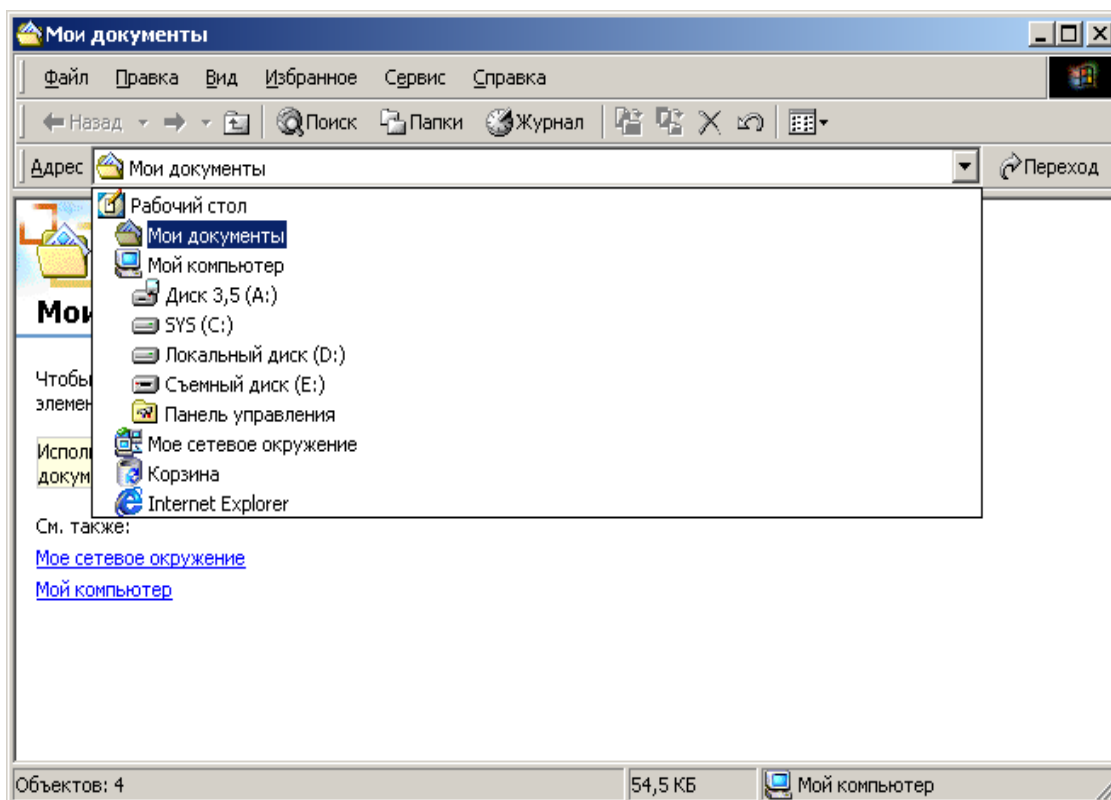 Мои документы
Файл Правка Вид Избранное Сервис Справка
Назад Поиск Папки Журнал
Адрес Мои документы Переход
Рабочий стол
Мои документы
Мой компьютер
Диск 3,5 (A:)
SYS (C:)
Локальный диск (D:)
Съемный диск (E:)
Панель управления
Мое сетевое окружение
Корзина
Internet Explorer
Мои
Чтобы
элемен
Исполь
докум
См. также:
Мое сетевое окружение
Мой компьютер
Объектов: 4 54,5 КБ Мой компьютер